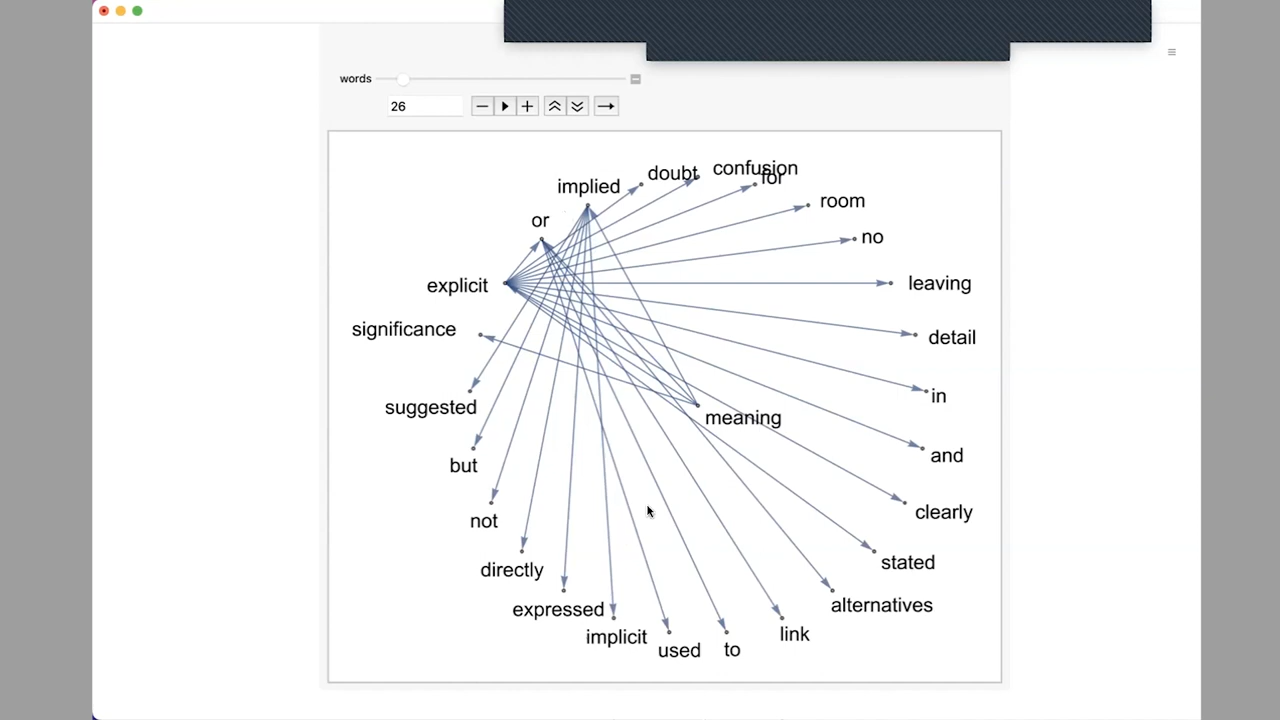 words
26
confusion
doubt
for
implied
room
or
no
leaving
explicit
significance
detail
in
suggested
meaning
and
but
clearly
not
stated
directly
alternatives
expressed
link
implicit
used
to